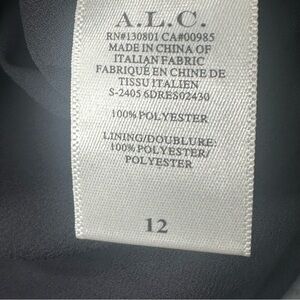 A.L.C.
RN#130801 CA#00985
MADE IN CHINA OF
ITALIAN FABRIC
FABRIQUÉ EN CHINE DE
TISSU ITALIEN
S-2405 6DRES02430
100% POLYESTER
LINING/DOUBLURE:
100% POLYESTER/
POLYESTER
12